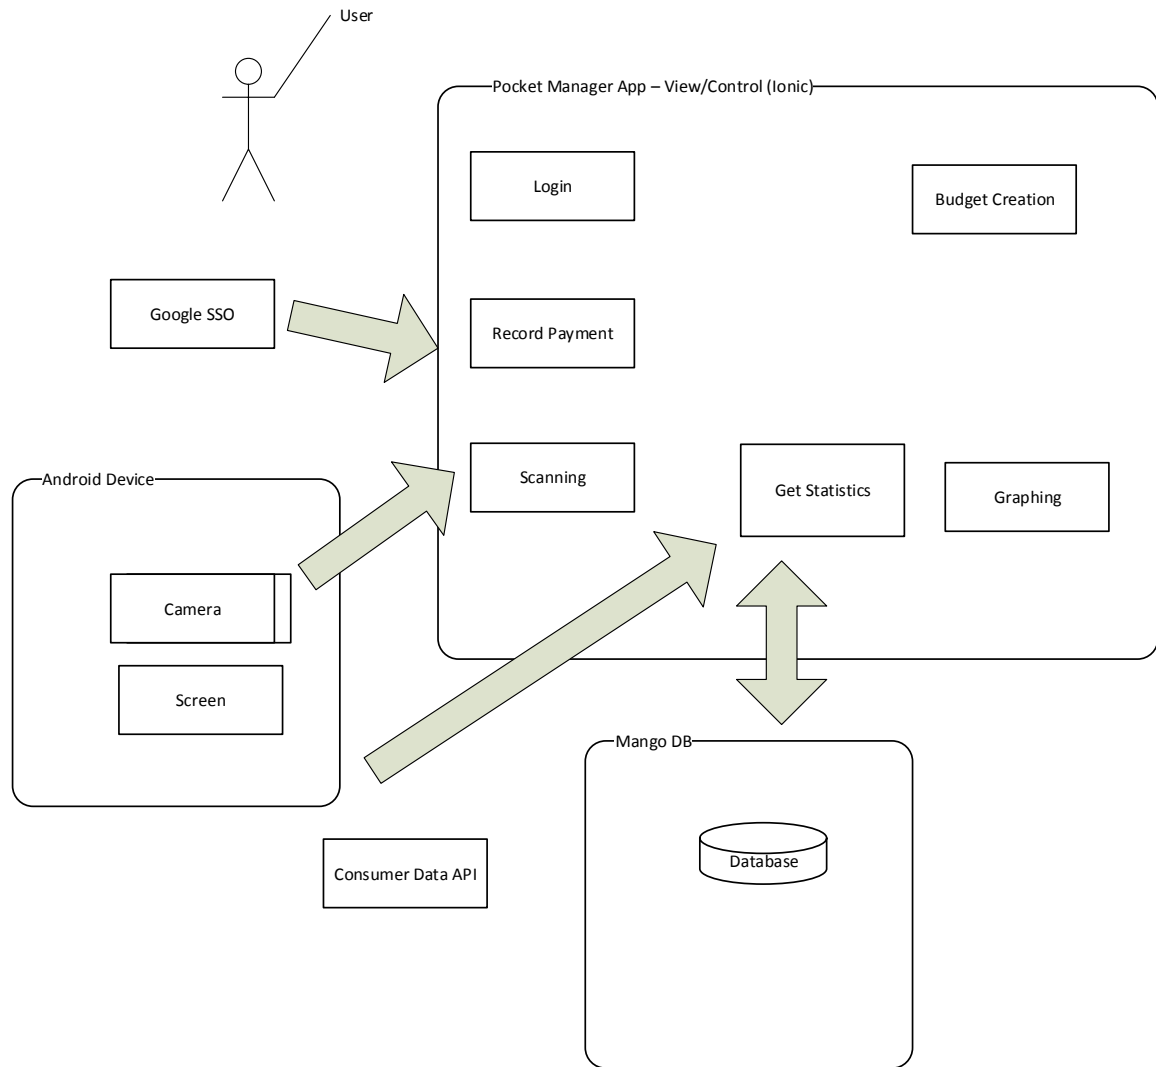 User
Pocket Manager App – View/Control (Ionic)
Login
Budget Creation
Google SSO
Record Payment
Android Device
Scanning
Get Statistics
Graphing
Camera
Screen
Mango DB
Database
Consumer Data API